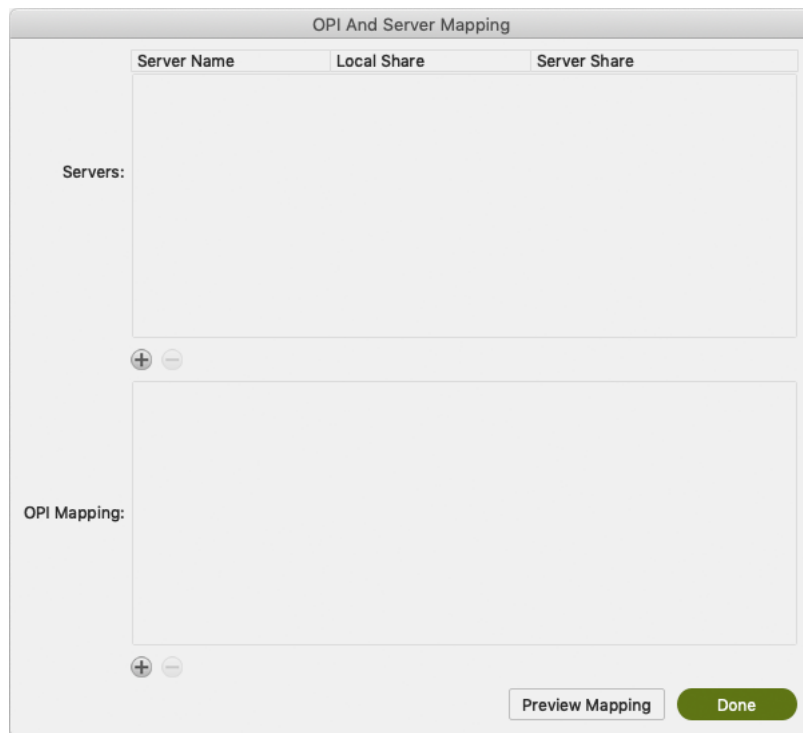 OPI And Server Mapping
Server Name Local Share Server Share
Servers:
OPI Mapping:
Preview Mapping Done